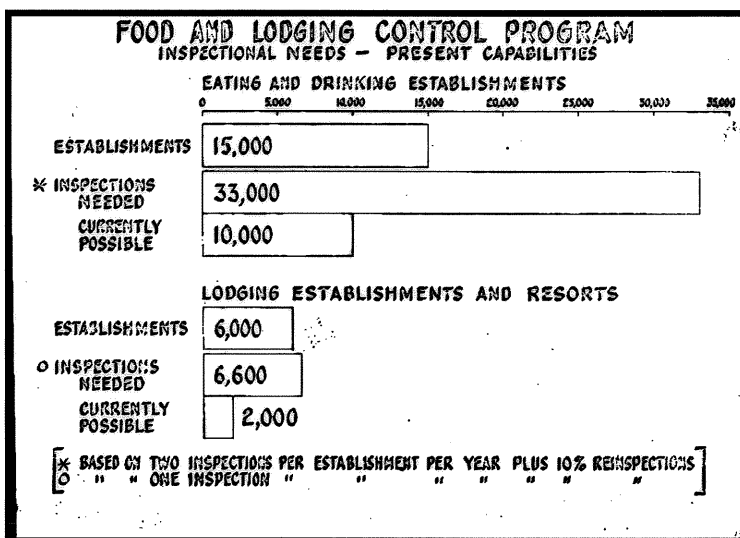 FOOD AND LODGING CONTROL PROGRAM
INSPECTIONAL NEEDS – PRESENT CAPABILITIES
EATING AND DRINKING ESTABLISHMENTS
0 5,000 10,000 15,000 20,000 25,000 30,000 35,000
ESTABLISHMENTS 15,000
* INSPECTIONS NEEDED 33,000
CURRENTLY POSSIBLE 10,000
LODGING ESTABLISHMENTS AND RESORTS
ESTABLISHMENTS 6,000
O INSPECTIONS NEEDED 6,600
CURRENTLY POSSIBLE 2,000
* BASED ON TWO INSPECTIONS PER ESTABLISHMENT PER YEAR PLUS 10% REINSPECTIONS
O " " ONE INSPECTION " " " " " " "